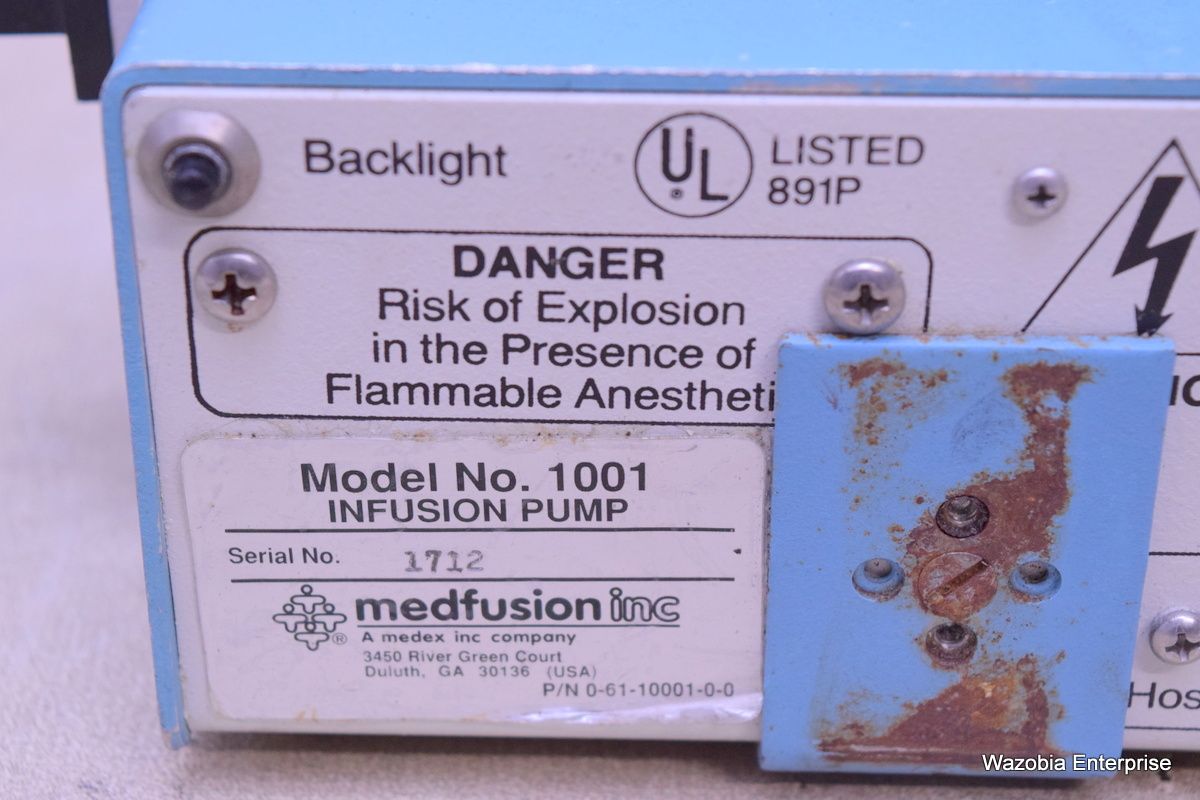 Backlight
UL
LISTED
891P
DANGER
Risk of Explosion
in the Presence of
Flammable Anestheti
Model No. 1001
INFUSION PUMP
Serial No. 1712
medfusion inc
®
A medex inc company
3450 River Green Court
Duluth, GA 30136 (USA)
P/N 0-61-10001-0-0
Hos
Wazobia Enterprise